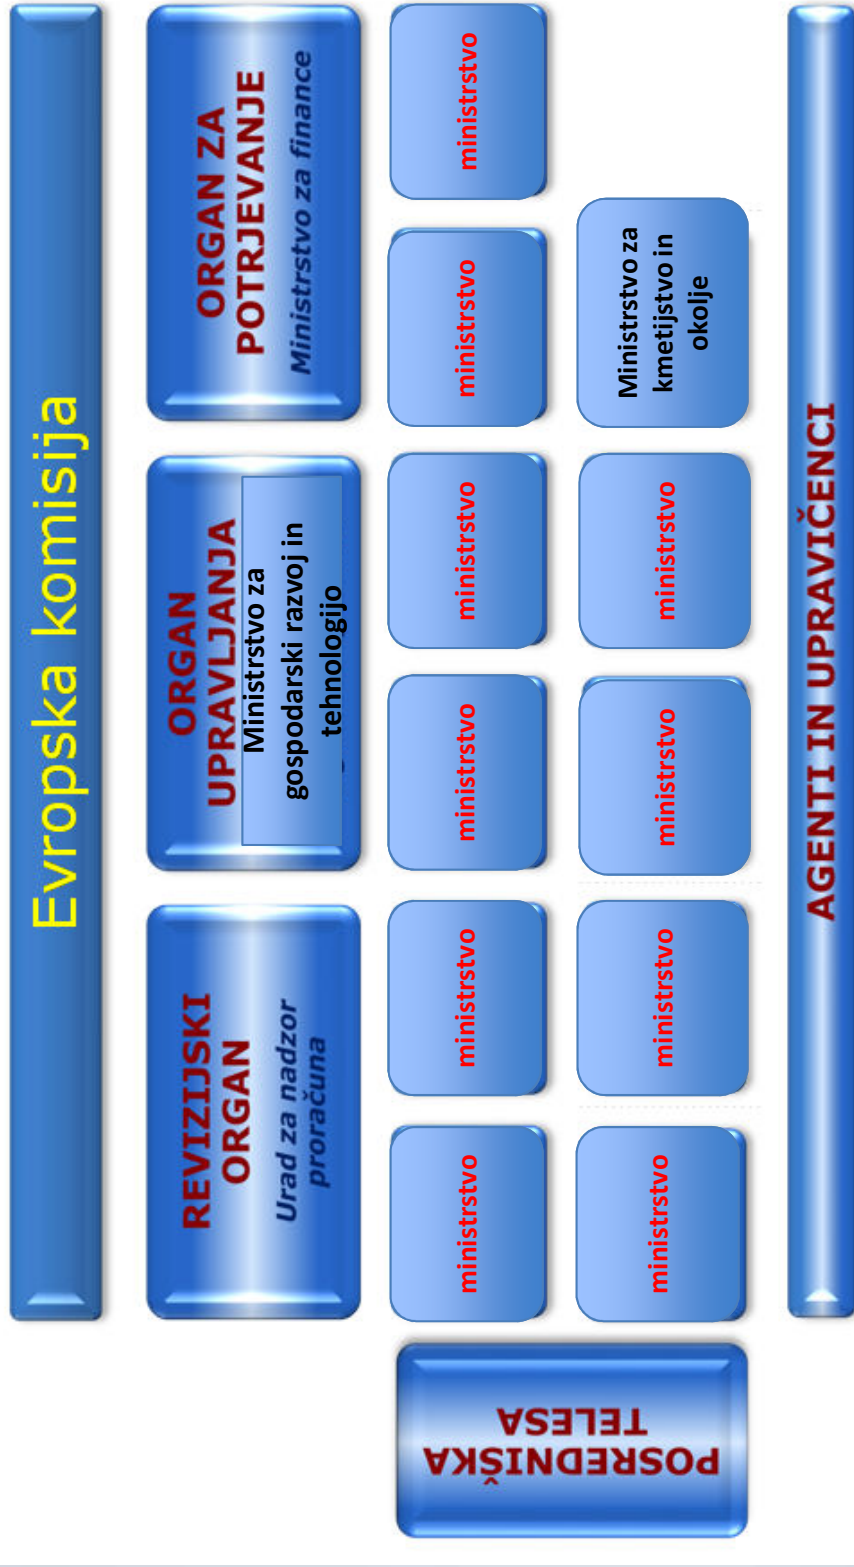 Evropska komisija
REVIZIJSKI
ORGAN
Urad za nadzor
proračuna
ORGAN
UPRAVLJANJA
Ministrstvo za
gospodarski razvoj in
tehnologijo
ORGAN ZA
POTRJEVANJE
Ministrstvo za finance
POSREDNIŠKA
TELESA
ministrstvo
ministrstvo
ministrstvo
ministrstvo
ministrstvo
ministrstvo
ministrstvo
ministrstvo
ministrstvo
ministrstvo
Ministrstvo za
kmetijstvo in
okolje
AGENTI IN UPRAVIČENCI